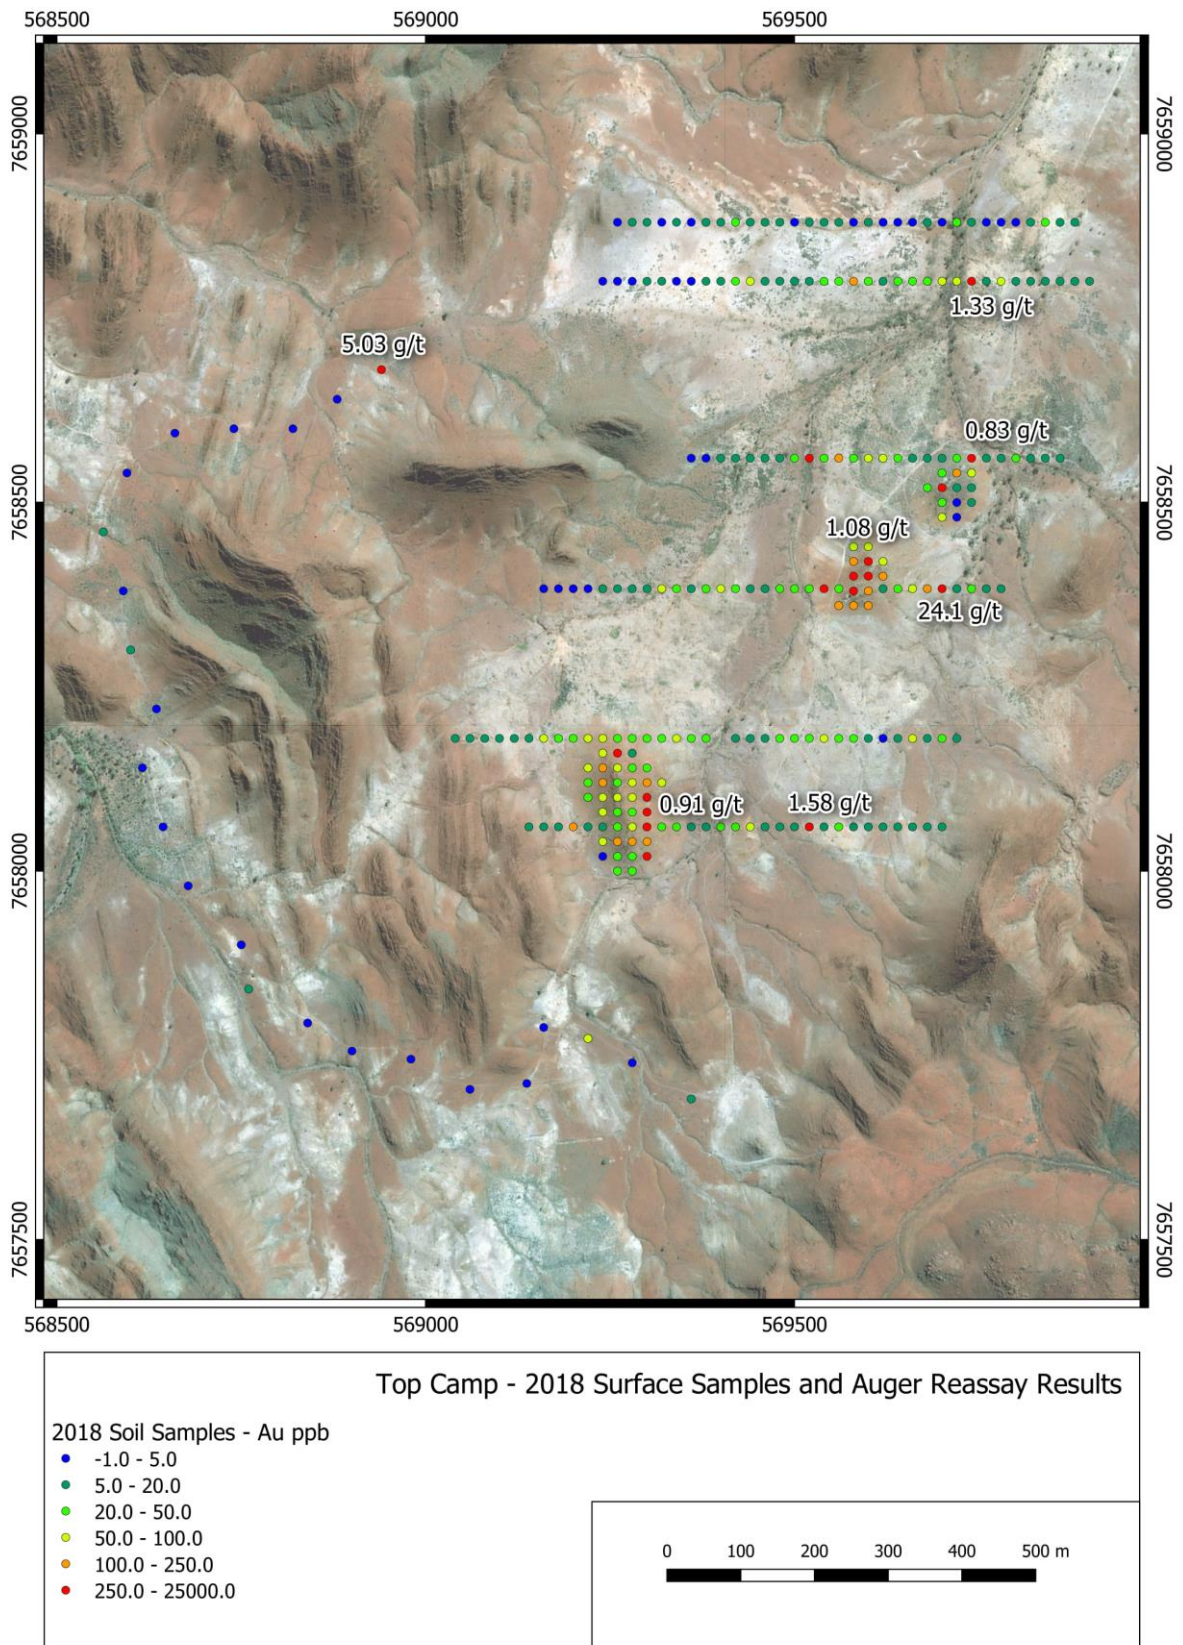 568500 569000 569500
7659000 7659000
5.03 g/t
1.33 g/t
0.83 g/t
7658500 7658500
1.08 g/t
24.1 g/t
0.91 g/t 1.58 g/t
7658000 7658000
7657500 7657500
568500 569000 569500
Top Camp - 2018 Surface Samples and Auger Reassay Results
2018 Soil Samples - Au ppb
-1.0 - 5.0
5.0 - 20.0
20.0 - 50.0
50.0 - 100.0
100.0 - 250.0
250.0 - 25000.0
0 100 200 300 400 500 m